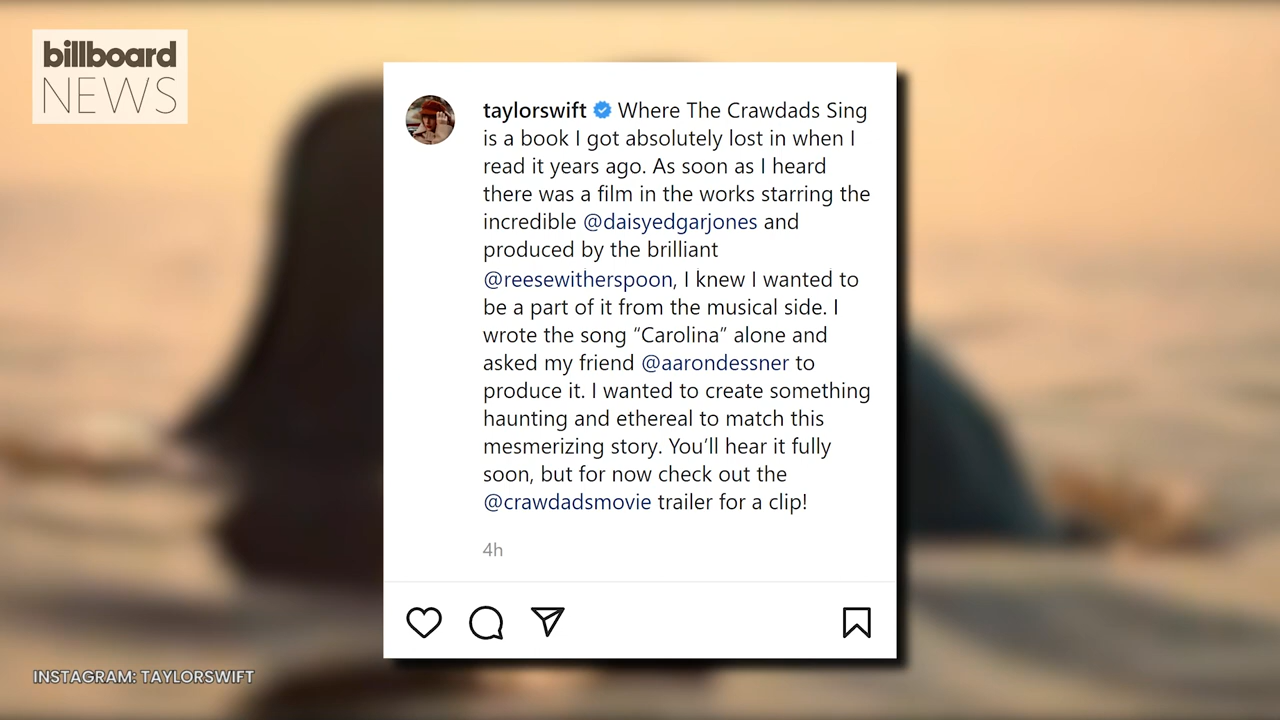 billboard
NEWS
taylorswift Where The Crawdads Sing
is a book I got absolutely lost in when I
read it years ago. As soon as I heard
there was a film in the works starring the
incredible @daisyedgarjones and
produced by the brilliant
@reesewitherspoon, I knew I wanted to
be a part of it from the musical side. I
wrote the song “Carolina” alone and
asked my friend @aarondessner to
produce it. I wanted to create something
haunting and ethereal to match this
mesmerizing story. You’ll hear it fully
soon, but for now check out the
@crawdadsmovie trailer for a clip!
4h
INSTAGRAM: TAYLORSWIFT